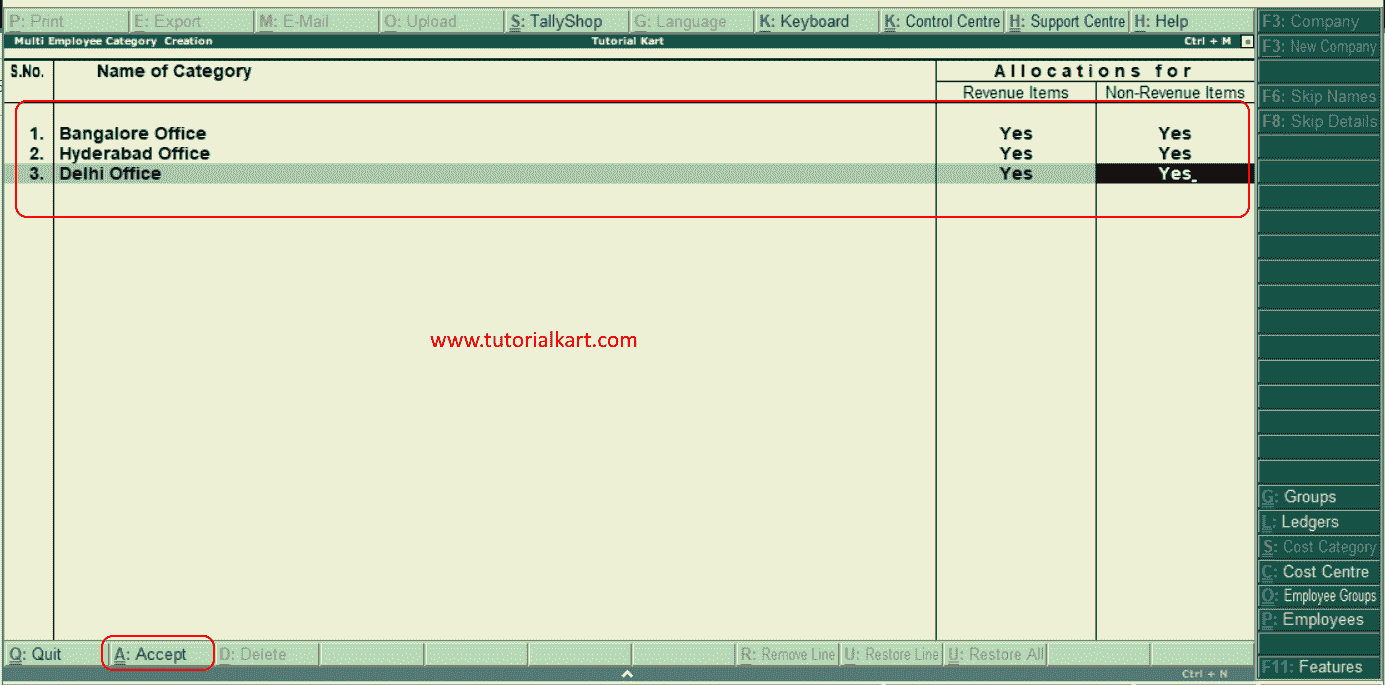 P: Print E: Export M: E-Mail O: Upload S: TallyShop G: Language K: Keyboard K: Control Centre H: Support Centre H: Help
Multi Employee Category Creation Tutorial Kart Ctrl + M
S.No. Name of Category Allocations for
Revenue Items Non-Revenue Items
1. Bangalore Office Yes Yes
2. Hyderabad Office Yes Yes
3. Delhi Office Yes Yes
www.tutorialkart.com
Q: Quit A: Accept D: Delete R: Remove Line U: Restore Line U: Restore All
Ctrl + N
F3: Company
F3: New Company
F6: Skip Names
F8: Skip Details
G: Groups
L: Ledgers
S: Cost Category
C: Cost Centre
O: Employee Groups
P: Employees
F11: Features